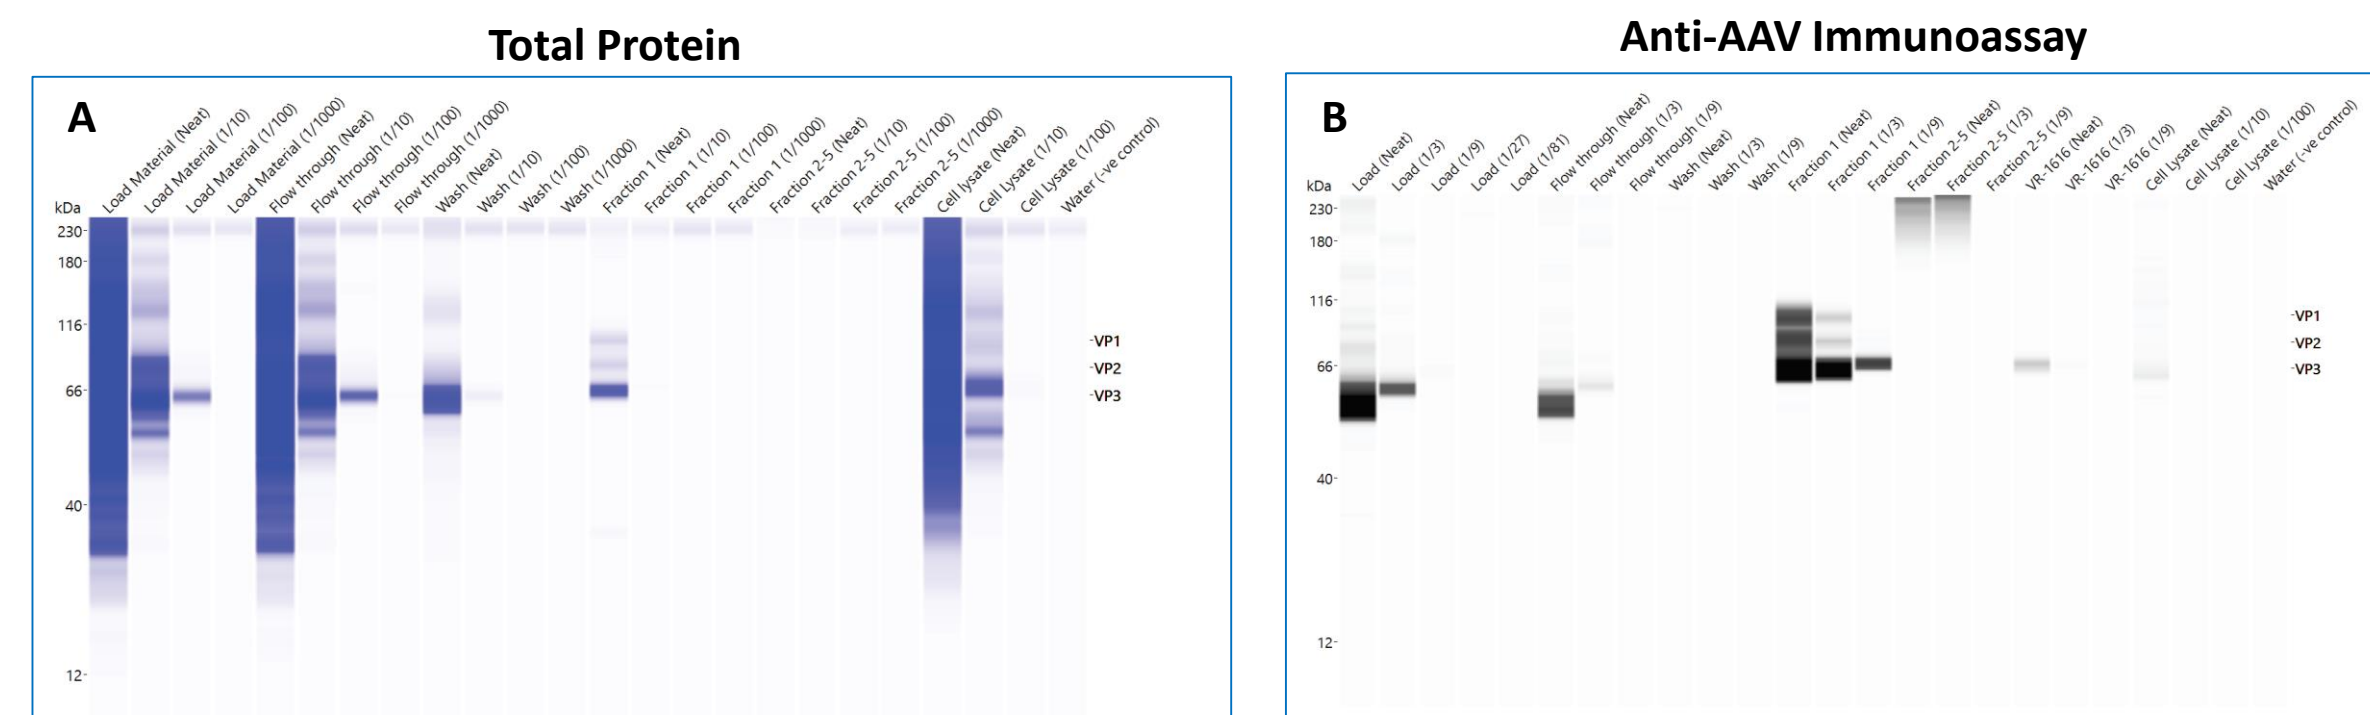 Total Protein
A
Load Material (Neat)
Load Material (1/10)
Load Material (1/100)
Load Material (1/1000)
Flow through (Neat)
Flow through (1/10)
Flow through (1/100)
Flow through (1/1000)
Wash (Neat)
Wash (1/10)
Wash (1/100)
Wash (1/1000)
Fraction 1 (Neat)
Fraction 1 (1/10)
Fraction 1 (1/100)
Fraction 1 (1/1000)
Fraction 2-5 (Neat)
Fraction 2-5 (1/10)
Fraction 2-5 (1/100)
Fraction 2-5 (1/1000)
Cell lysate (Neat)
Cell Lysate (1/10)
Cell Lysate (1/100)
Water (-ve control)
kDa
230-
180-
116-
66-
40-
12-
-VP1
-VP2
-VP3
Anti-AAV Immunoassay
B
Load (Neat)
Load (1/3)
Load (1/9)
Load (1/27)
Load (1/81)
Flow through (Neat)
Flow through (1/3)
Flow through (1/9)
Wash (Neat)
Wash (1/3)
Wash (1/9)
Fraction 1 (Neat)
Fraction 1 (1/3)
Fraction 1 (1/9)
Fraction 2-5 (Neat)
Fraction 2-5 (1/3)
Fraction 2-5 (1/9)
VR-1616 (Neat)
VR-1616 (1/3)
VR-1616 (1/9)
Cell Lysate (Neat)
Cell Lysate (1/10)
Cell Lysate (1/100)
Water (-ve control)
kDa
230-
180-
116-
66-
40-
12-
-VP1
-VP2
-VP3